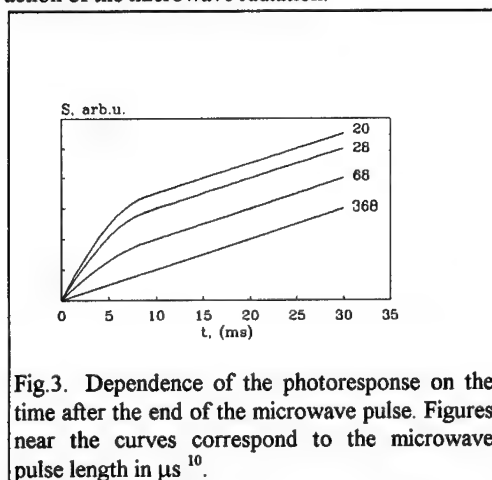 S, arb.u.
20
28
68
368
0 5 10 15 20 25 30 35
t, (ms)
Fig.3. Dependence of the photoresponse on the
time after the end of the microwave pulse. Figures
near the curves correspond to the microwave
pulse length in μs ¹⁰.